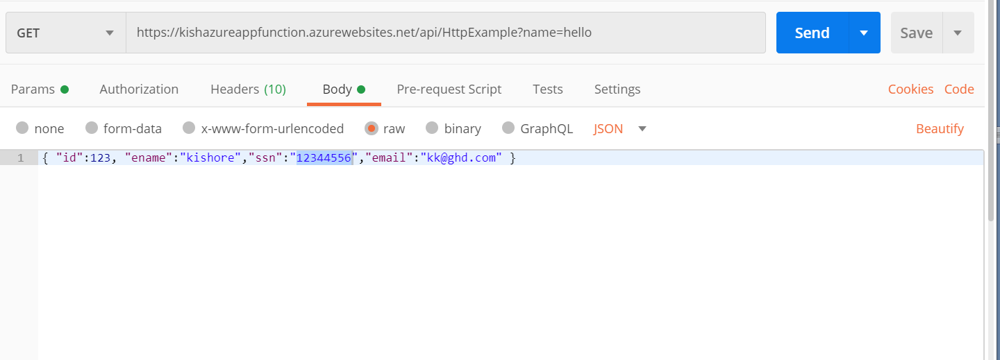 GET https://kishazureappfunction.azurewebsites.net/api/HttpExample?name=hello Send Save
Params Authorization Headers (10) Body Pre-request Script Tests Settings Cookies Code
none form-data x-www-form-urlencoded raw binary GraphQL JSON Beautify
1 { "id":123, "ename":"kishore","ssn":"12344556","email":"kk@ghd.com" }